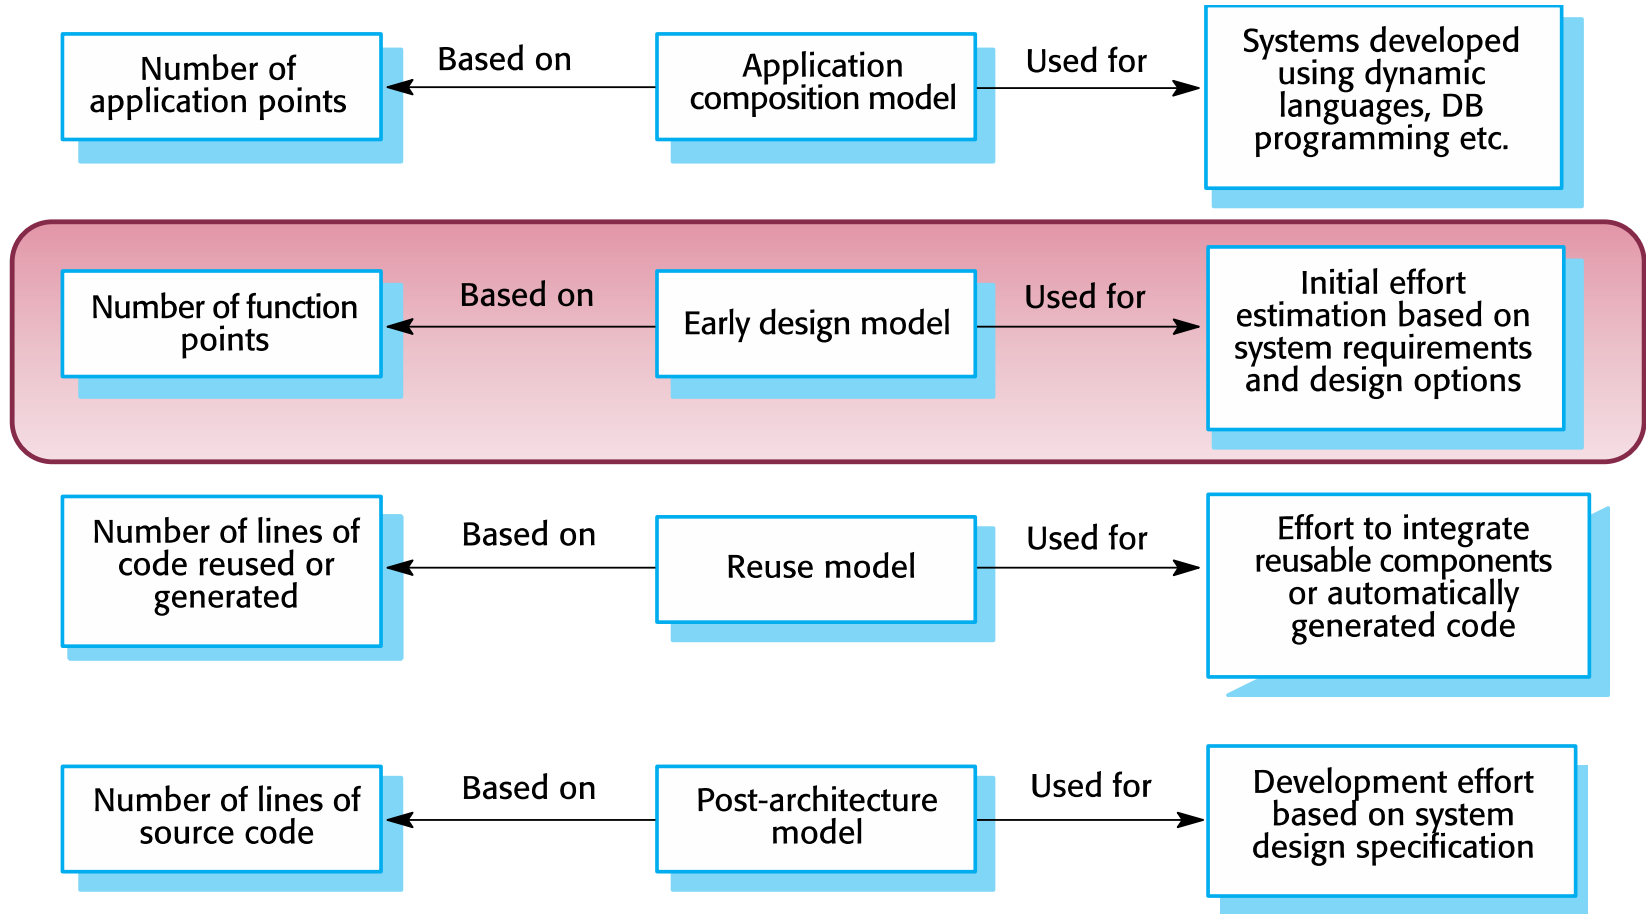 Number of
application points
Based on
Application
composition model
Used for
Systems developed
using dynamic
languages, DB
programming etc.
Number of function
points
Based on
Early design model
Used for
Initial effort
estimation based on
system requirements
and design options
Number of lines of
code reused or
generated
Based on
Reuse model
Used for
Effort to integrate
reusable components
or automatically
generated code
Number of lines of
source code
Based on
Post-architecture
model
Used for
Development effort
based on system
design specification